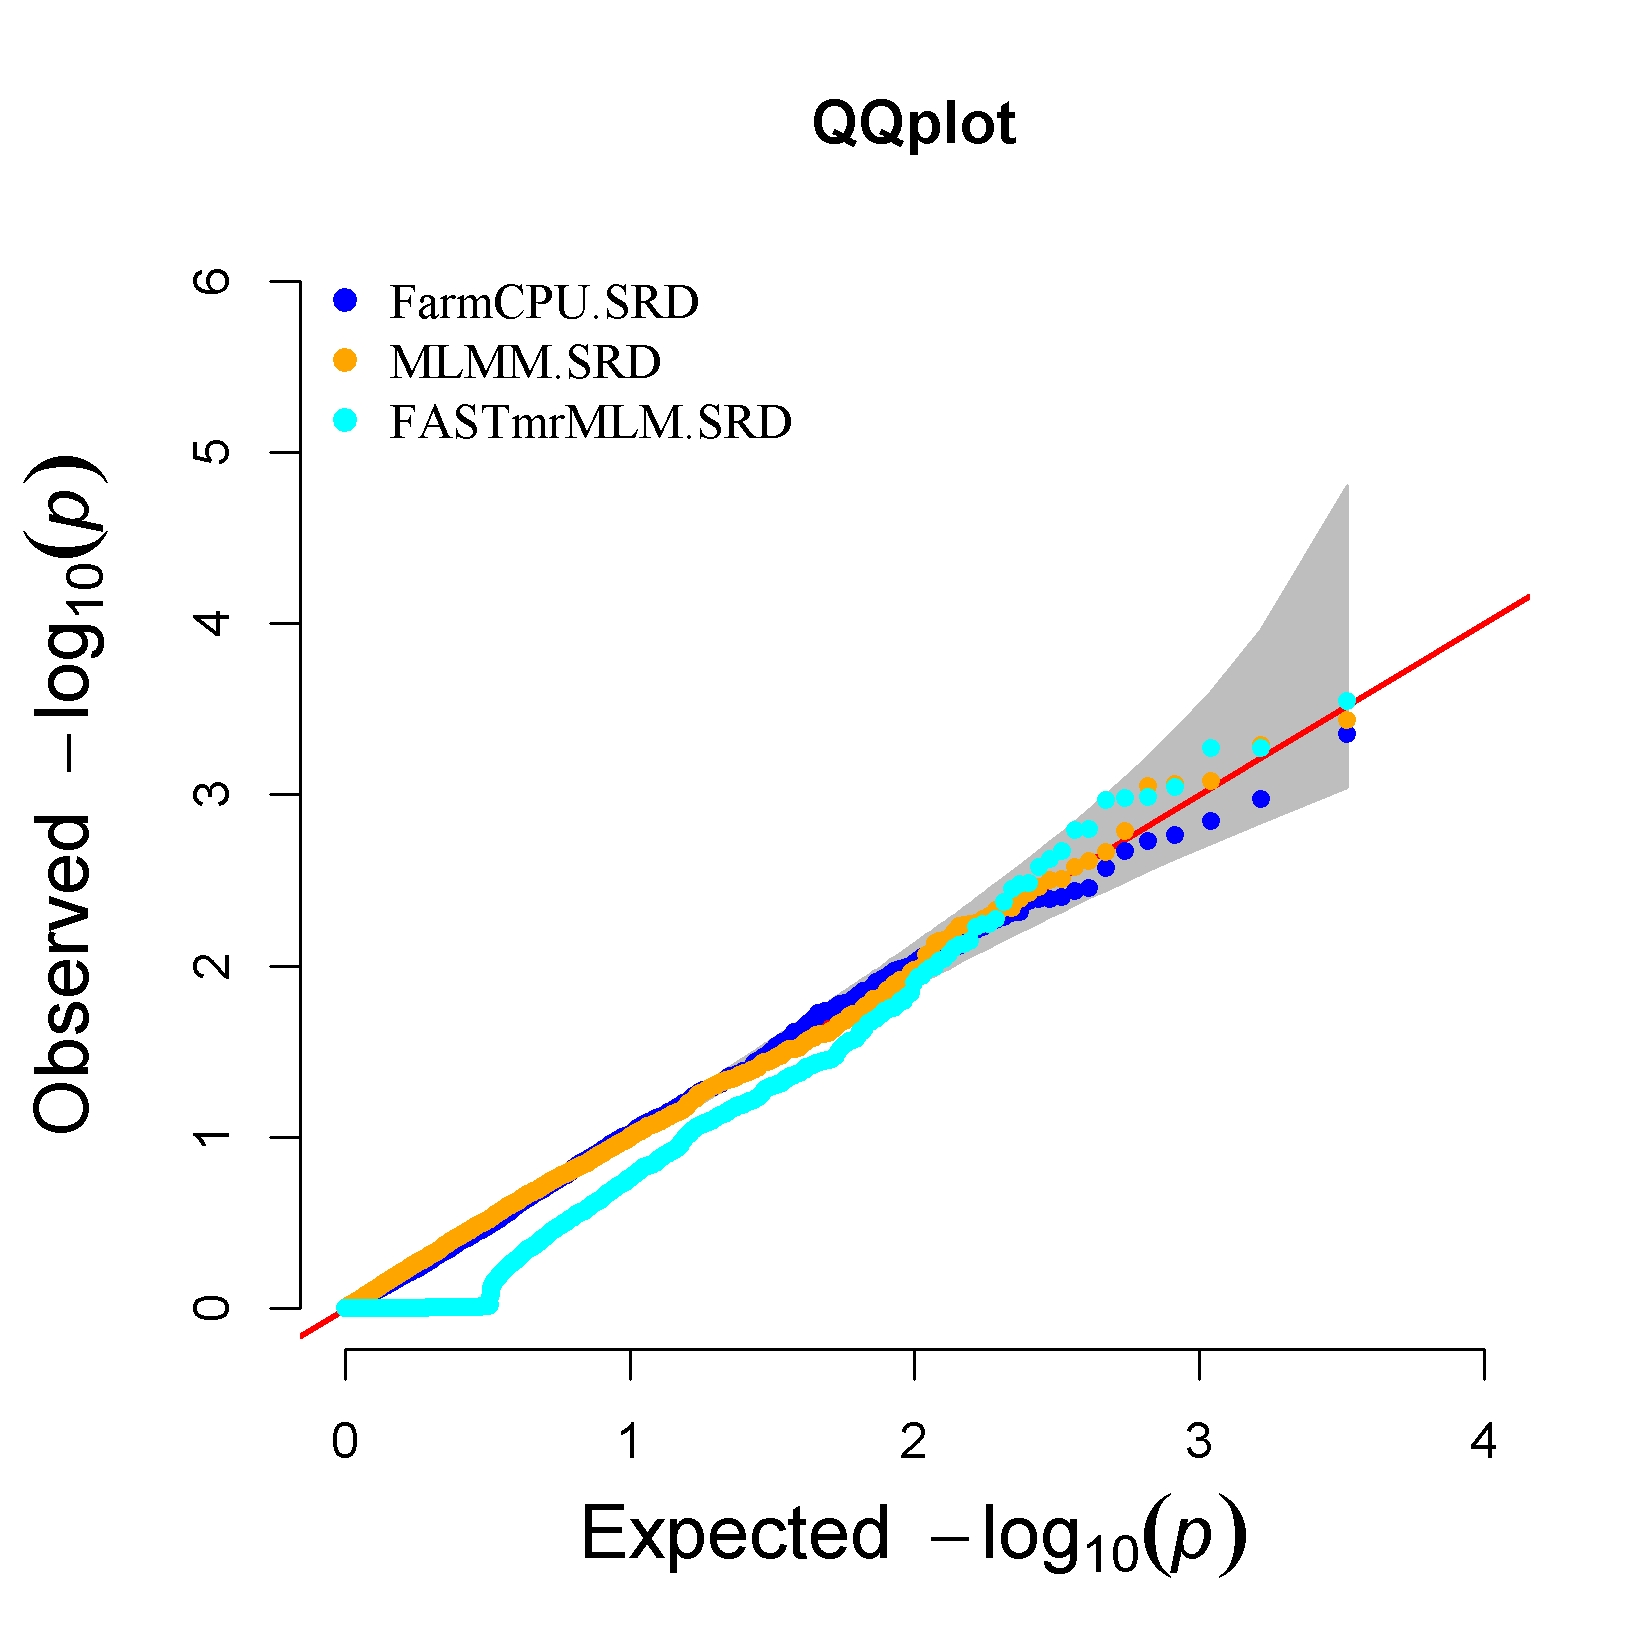 QQplot
FarmCPU.SRD
MLMM.SRD
FASTmrMLM.SRD
6
5
4
3
2
1
0
Observed −log10(p)
0 1 2 3 4
Expected −log10(p)